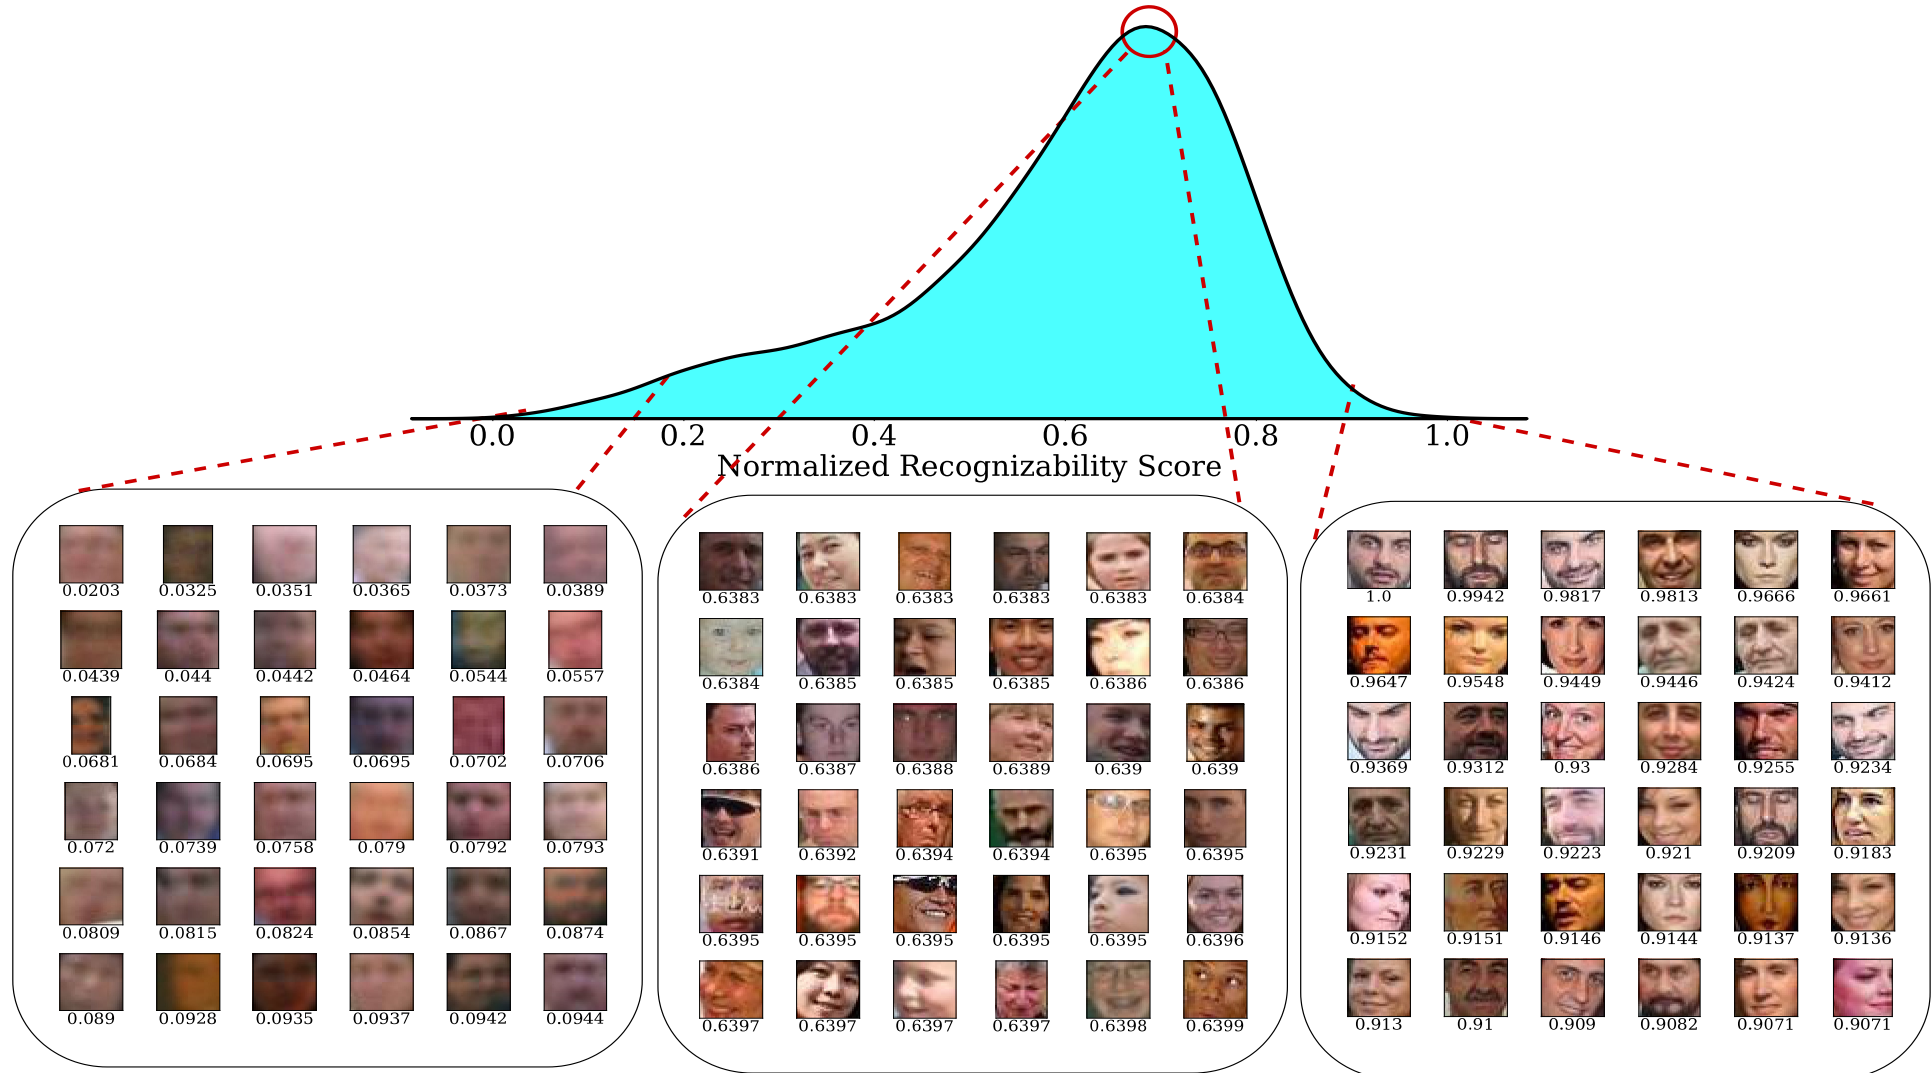 0.0 0.2 0.4 0.6 0.8 1.0
Normalized Recognizability Score
0.0203 0.0325 0.0351 0.0365 0.0373 0.0389
0.0439 0.044 0.0442 0.0464 0.0544 0.0557
0.0681 0.0684 0.0695 0.0695 0.0702 0.0706
0.072 0.0739 0.0758 0.079 0.0792 0.0793
0.0809 0.0815 0.0824 0.0854 0.0867 0.0874
0.089 0.0928 0.0935 0.0937 0.0942 0.0944
0.6383 0.6383 0.6383 0.6383 0.6383 0.6384
0.6384 0.6385 0.6385 0.6385 0.6386 0.6386
0.6386 0.6387 0.6388 0.6389 0.639 0.639
0.6391 0.6392 0.6394 0.6394 0.6395 0.6395
0.6395 0.6395 0.6395 0.6395 0.6395 0.6396
0.6397 0.6397 0.6397 0.6397 0.6398 0.6399
1.0 0.9942 0.9817 0.9813 0.9666 0.9661
0.9647 0.9548 0.9449 0.9446 0.9424 0.9412
0.9369 0.9312 0.93 0.9284 0.9255 0.9234
0.9231 0.9229 0.9223 0.921 0.9209 0.9183
0.9152 0.9151 0.9146 0.9144 0.9137 0.9136
0.913 0.91 0.909 0.9082 0.9071 0.9071